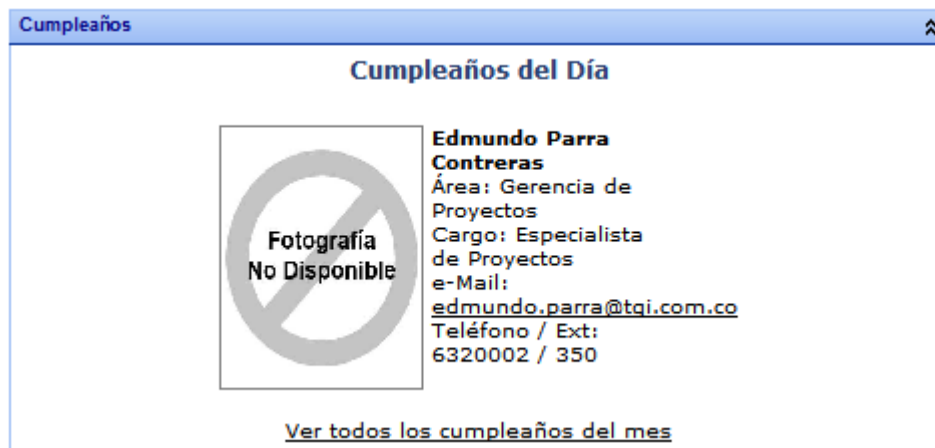 Cumpleaños
Cumpleaños del Día
Fotografía
No Disponible
Edmundo Parra
Contreras
Área: Gerencia de
Proyectos
Cargo: Especialista
de Proyectos
e-Mail:
edmundo.parra@tgi.com.co
Teléfono / Ext:
6320002 / 350
Ver todos los cumpleaños del mes